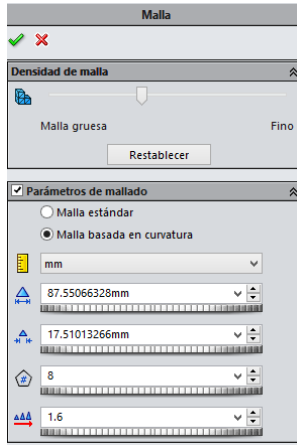 Malla
Densidad de malla
Malla gruesa Fino
Restablecer
Parámetros de mallado
Malla estándar
Malla basada en curvatura
mm
87.55066328mm
17.51013266mm
8
1.6